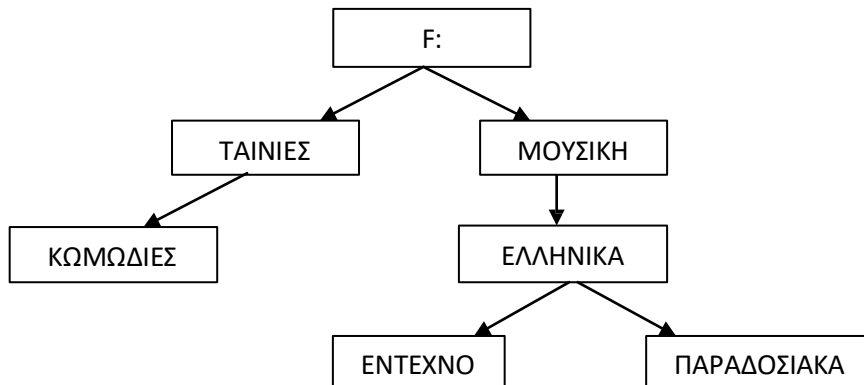 F:
ΤΑΙΝΙΕΣ
ΜΟΥΣΙΚΗ
ΚΩΜΩΔΙΕΣ
ΕΛΛΗΝΙΚΑ
ΕΝΤΕΧΝΟ
ΠΑΡΑΔΟΣΙΑΚΑ